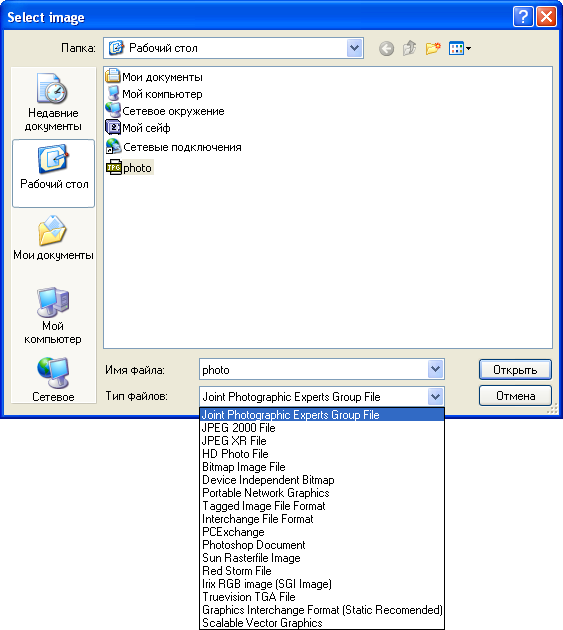 Select image
Папка:
Рабочий стол
Недавние
документы
Рабочий стол
Мои документы
Мой
компьютер
Сетевое
Мои документы
Мой компьютер
Сетевое окружение
Мой сейф
Сетевые подключения
photo
Имя файла:
photo
Открыть
Тип файлов:
Joint Photographic Experts Group File
Отмена
Joint Photographic Experts Group File
JPEG 2000 File
JPEG XR File
HD Photo File
Bitmap Image File
Device Independent Bitmap
Portable Network Graphics
Tagged Image File Format
Interchange File Format
PCExchange
Photoshop Document
Sun Rasterfile Image
Red Storm File
Irix RGB image (SGI Image)
Truevision TGA File
Graphics Interchange Format (Static Recomended)
Scalable Vector Graphics